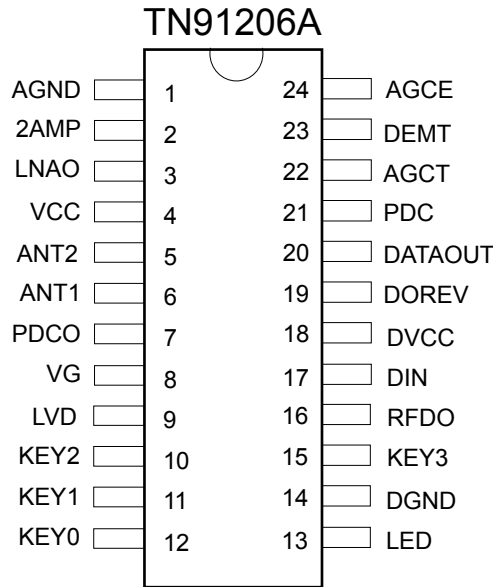 TN91206A
AGND 1 24 AGCE
2AMP 2 23 DEMT
LNAO 3 22 AGCT
VCC 4 21 PDC
ANT2 5 20 DATAOUT
ANT1 6 19 DOREV
PDCO 7 18 DVCC
VG 8 17 DIN
LVD 9 16 RFDO
KEY2 10 15 KEY3
KEY1 11 14 DGND
KEY0 12 13 LED